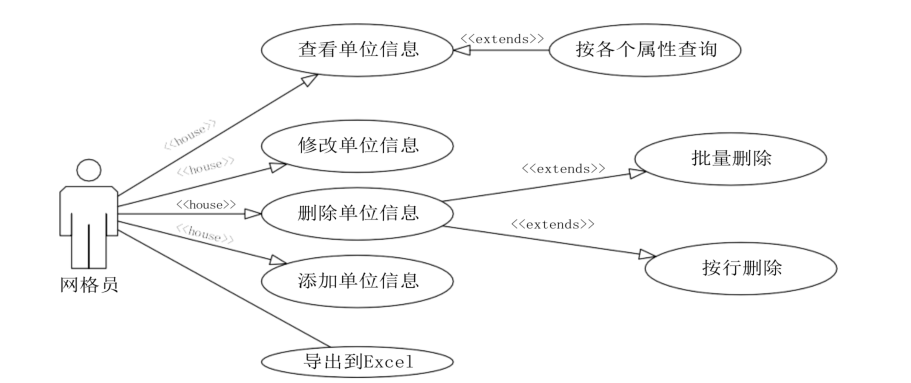 查看单位信息
<<extends>>
按各个属性查询
<<house>>
修改单位信息
<<house>>
<<extends>>
批量删除
<<house>>
删除单位信息
<<house>>
<<extends>>
网格员
添加单位信息
按行删除
导出到Excel